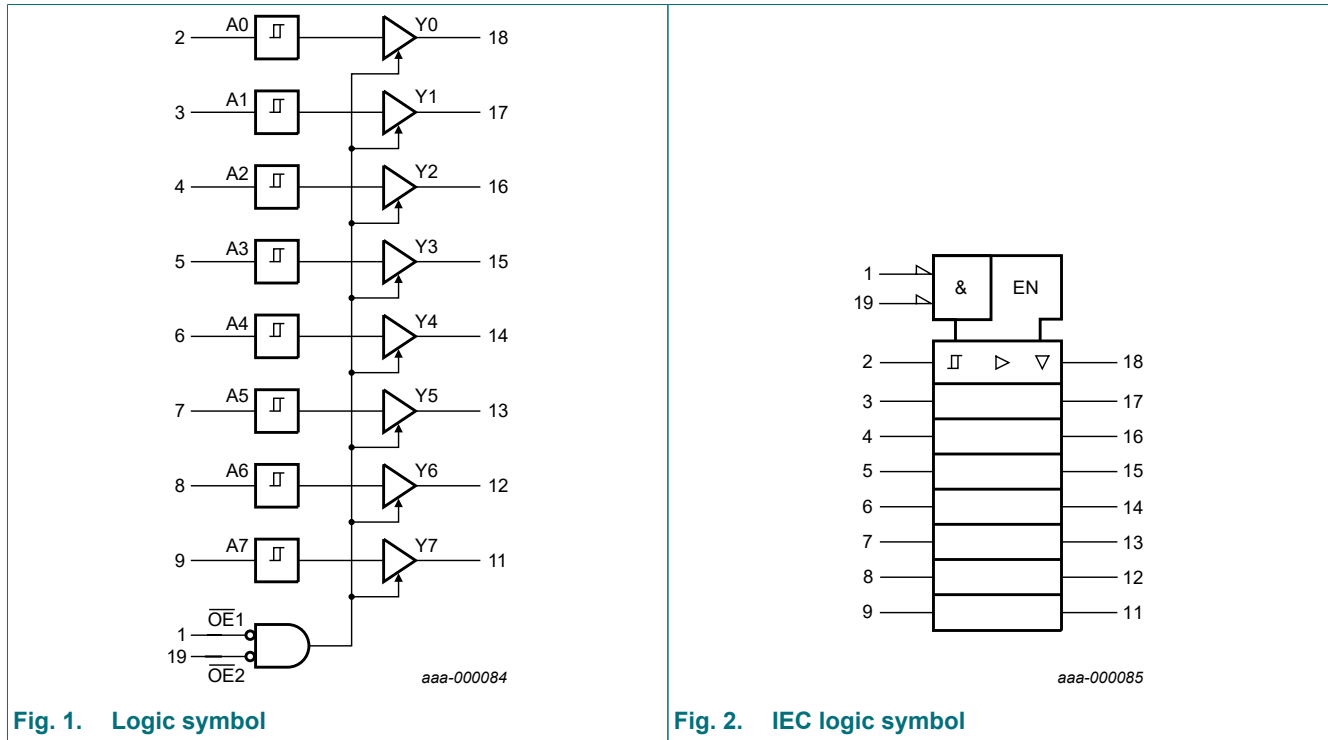 2 A0 Y0 18
3 A1 Y1 17
4 A2 Y2 16
5 A3 Y3 15
6 A4 Y4 14
7 A5 Y5 13
8 A6 Y6 12
9 A7 Y7 11
1 OE1
19 OE2
aaa-000084
Fig. 1. Logic symbol
1
19
& EN
2 18
3 17
4 16
5 15
6 14
7 13
8 12
9 11
aaa-000085
Fig. 2. IEC logic symbol